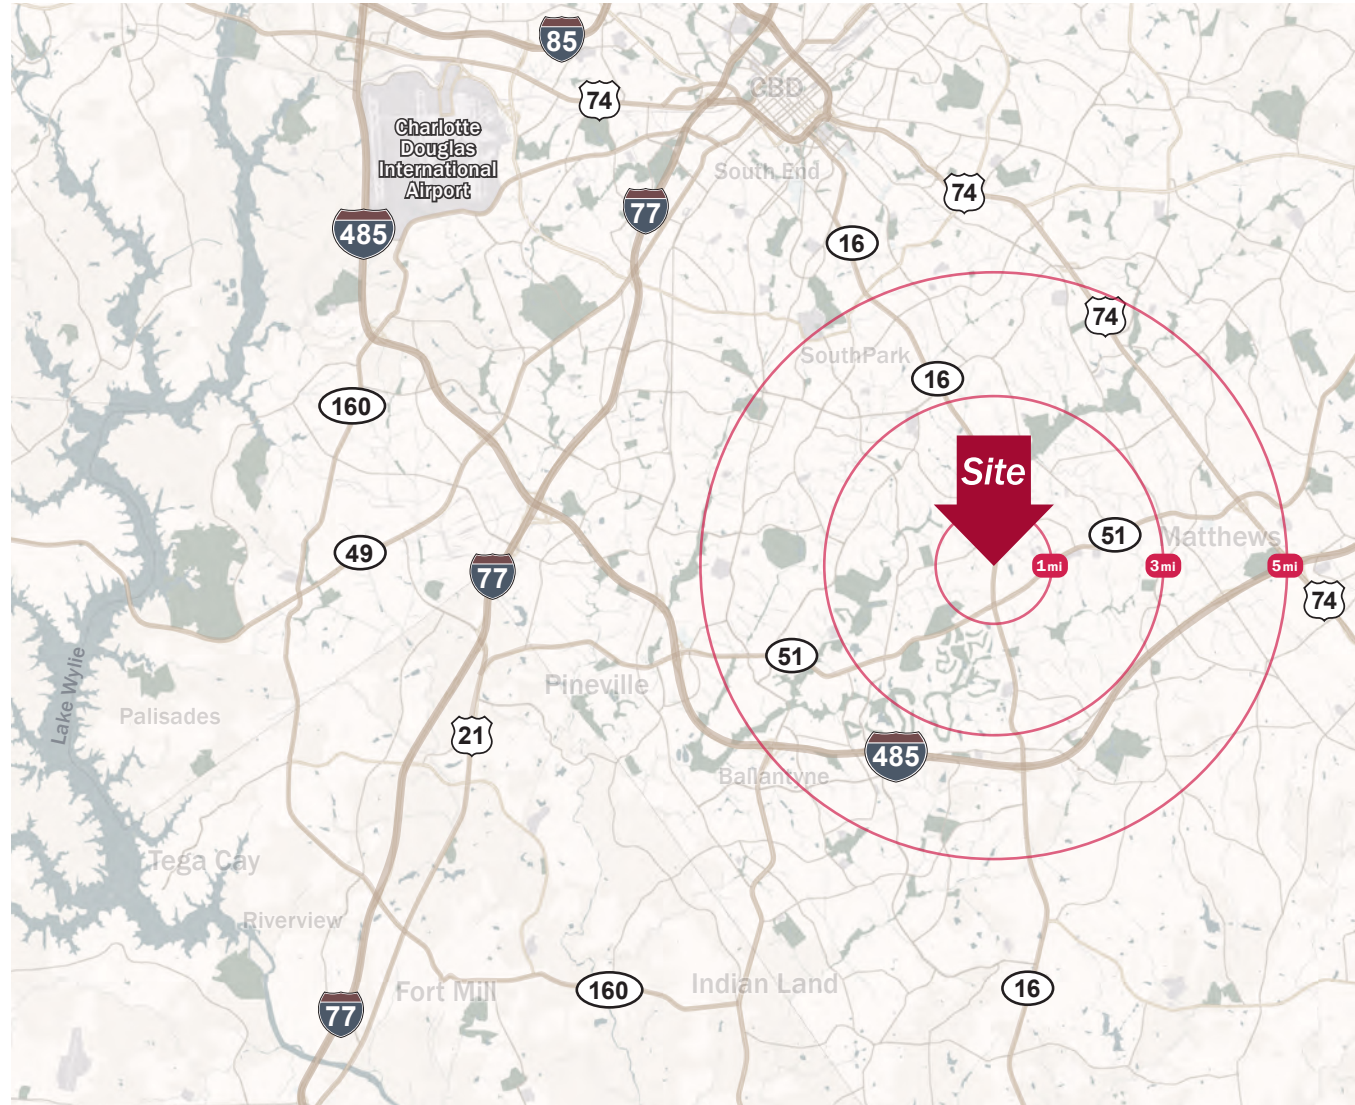 85
74
CBD
Charlotte
Douglas
International
Airport
South End
74
77
485
16
74
SouthPark
16
160
Site
51
Matthews
49
1mi
3mi
5mi
77
74
51
Pineville
Lake Wylie
Palisades
21
485
Ballantyne
Tega Cay
Riverview
Indian Land
Fort Mill
160
16
77